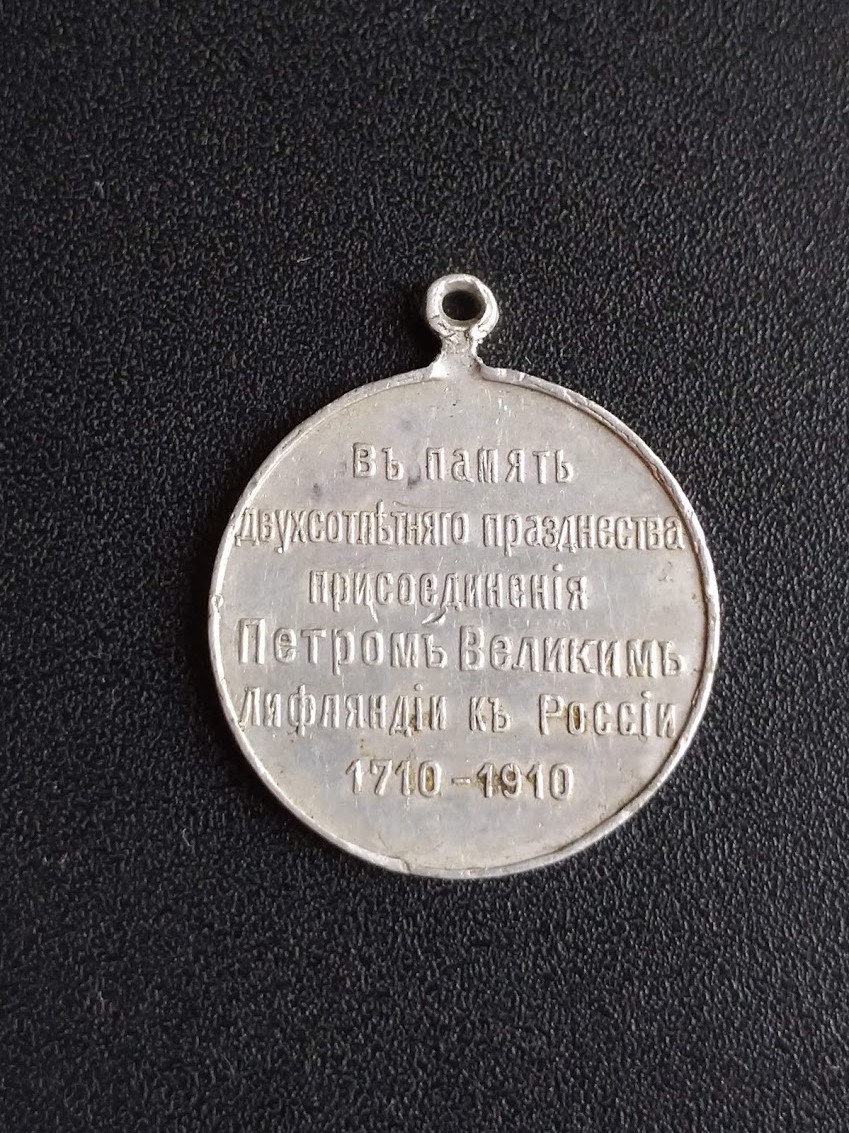 Въ память
двухсотлѣтняго празднества
присоединенія
Петромъ Великимъ
Лифляндіи къ Россіи
1710-1910